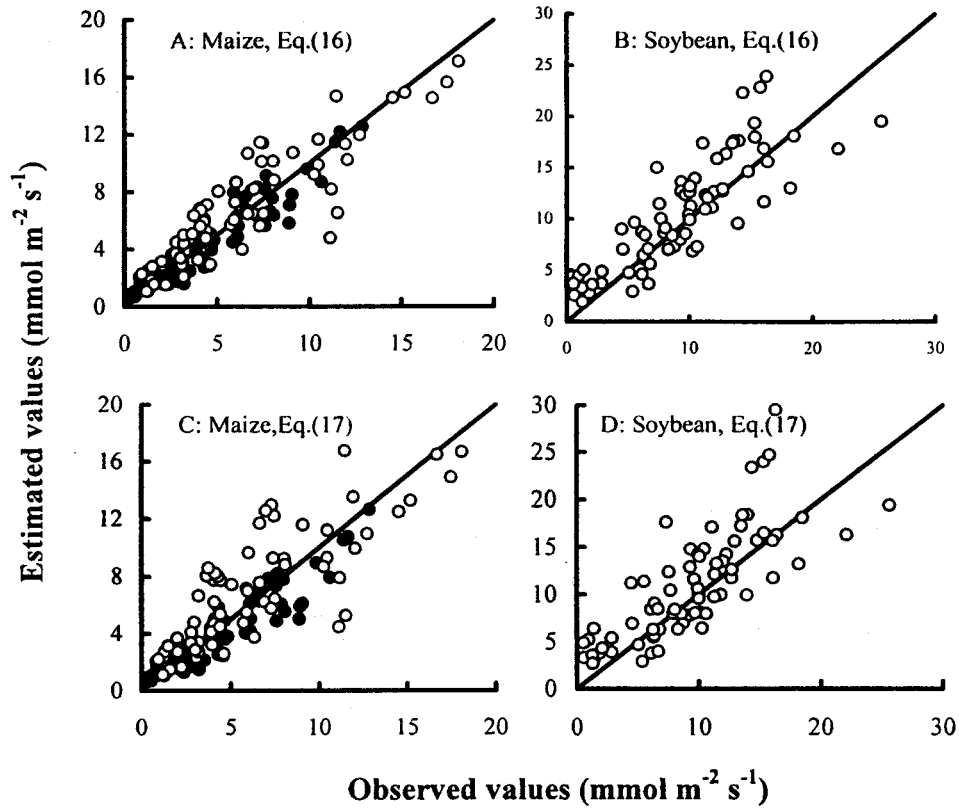 Estimated values (mmol m⁻² s⁻¹)
A: Maize, Eq.(16)
20
16
12
8
4
0
0 5 10 15 20
B: Soybean, Eq.(16)
30
25
20
15
10
5
0
0 10 20 30
C: Maize,Eq.(17)
20
16
12
8
4
0
0 5 10 15 20
D: Soybean, Eq.(17)
30
25
20
15
10
5
0
0 10 20 30
Observed values (mmol m⁻² s⁻¹)